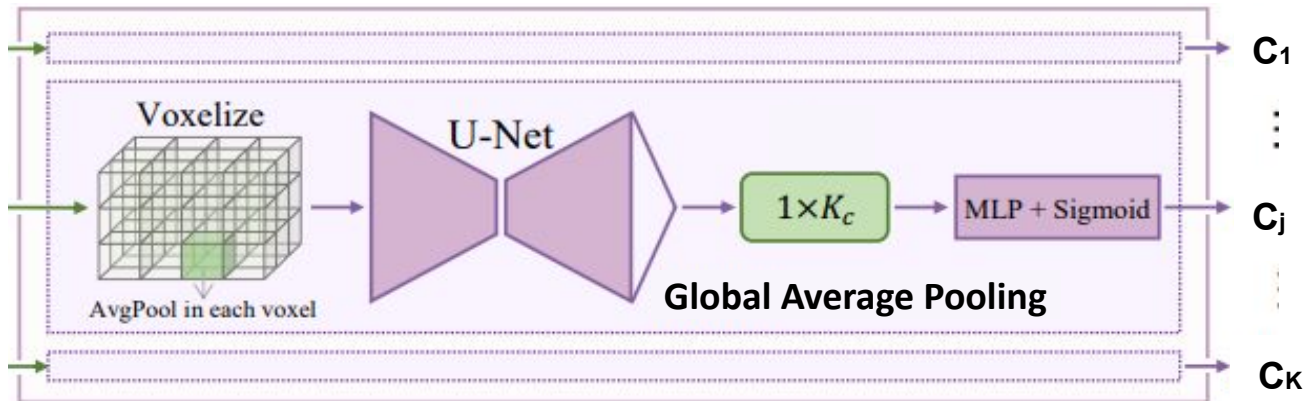 C1
Voxelize
U-Net
1×Kc
MLP + Sigmoid
Cj
AvgPool in each voxel
Global Average Pooling
CK